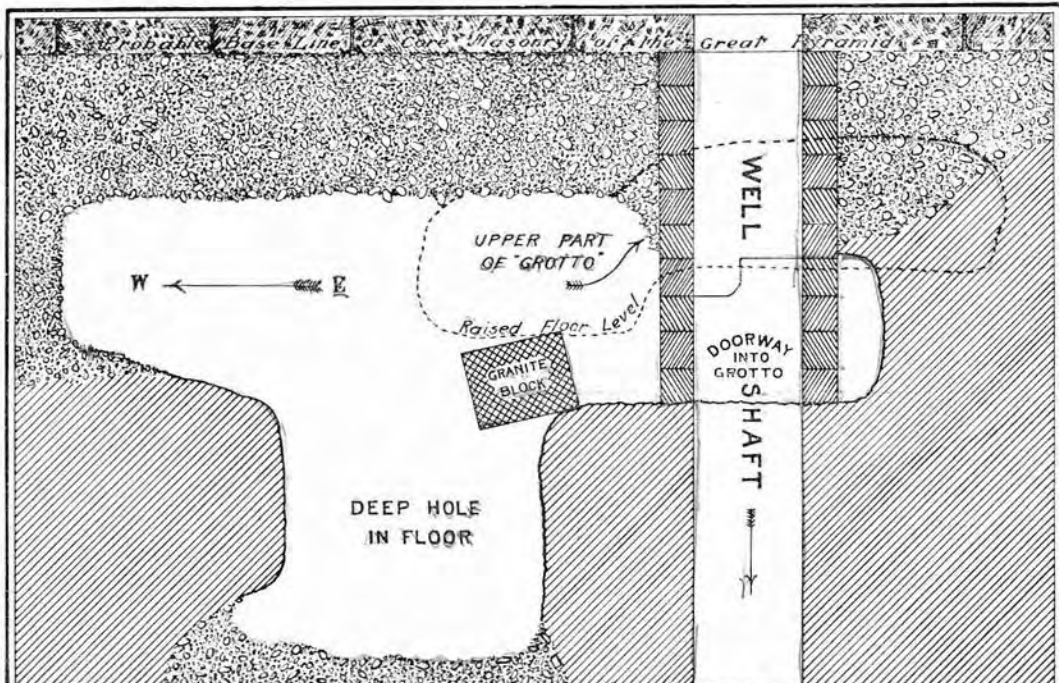 Probable Base Line of Core Masonry of the Great Pyramid
WELL
SHAFT
UPPER PART
OF "GROTTO"
W E
Raised Floor Level
DOORWAY
INTO
GROTTO
GRANITE
BLOCK
DEEP HOLE
IN FLOOR